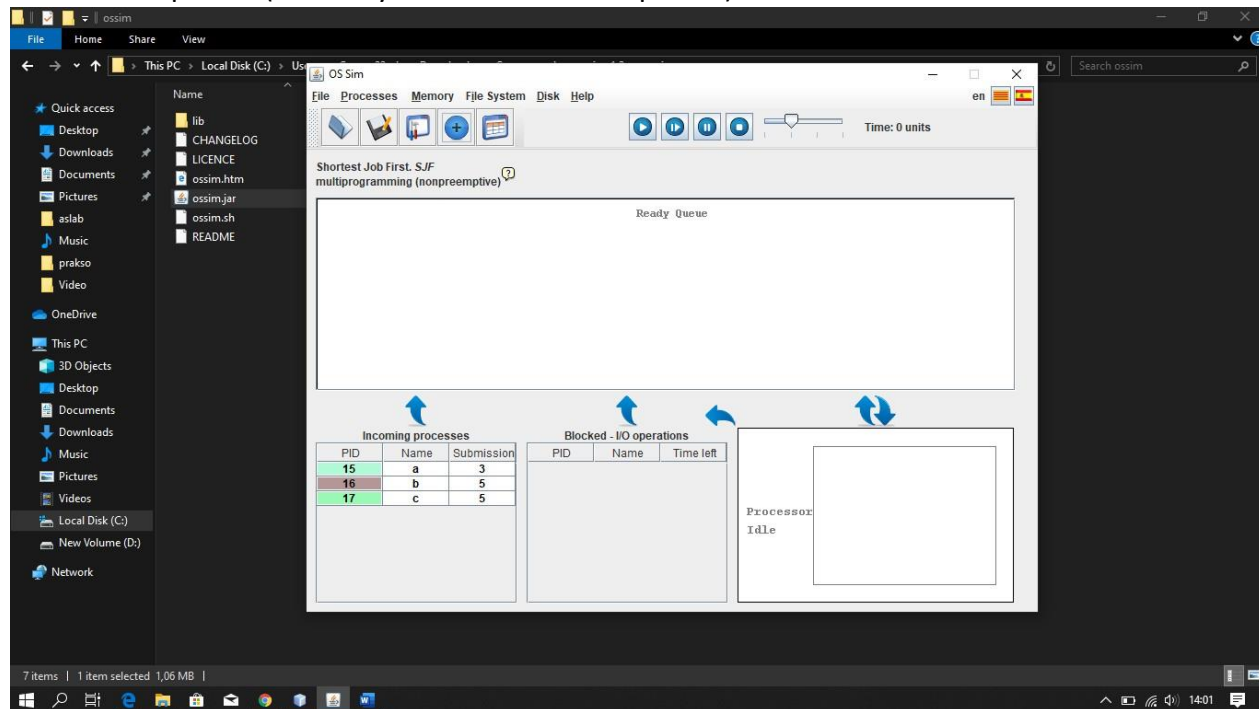 ossim
File Home Share View
This PC > Local Disk (C:) >
Search ossim
Quick access
Desktop
Downloads
Documents
Pictures
aslab
Music
prakso
Video
OneDrive
This PC
3D Objects
Desktop
Documents
Downloads
Music
Pictures
Videos
Local Disk (C:)
New Volume (D:)
Network
Name
lib
CHANGELOG
LICENCE
ossim.htm
ossim.jar
ossim.sh
README
OS Sim
File Processes Memory File System Disk Help
en
Time: 0 units
Shortest Job First. SJF
multiprogramming (nonpreemptive)
Ready Queue
Incoming processes
PID Name Submission
15 a 3
16 b 5
17 c 5
Blocked - I/O operations
PID Name Time left
Processor
Idle
7 items | 1 item selected 1,06 MB |
14:01